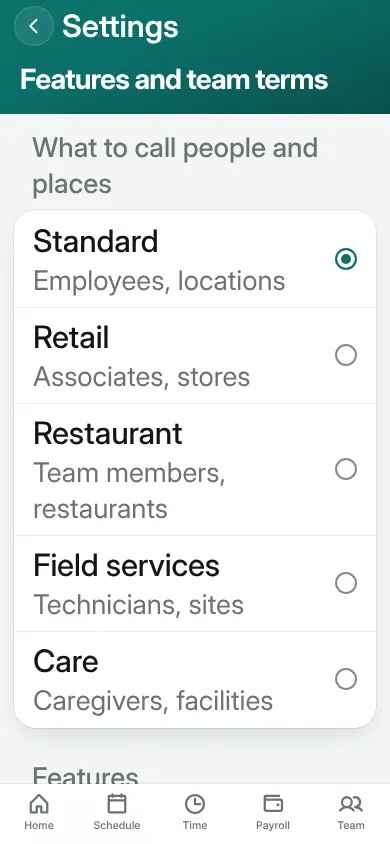 Settings
Features and team terms
What to call people and
places
Standard
Employees, locations
Retail
Associates, stores
Restaurant
Team members,
restaurants
Field services
Technicians, sites
Care
Caregivers, facilities
Features
Home
Schedule
Time
Payroll
Team